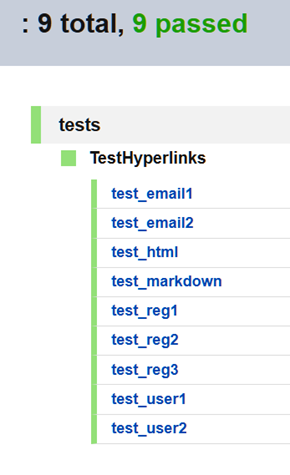 : 9 total, 9 passed
tests
TestHyperlinks
test_email1
test_email2
test_html
test_markdown
test_reg1
test_reg2
test_reg3
test_user1
test_user2